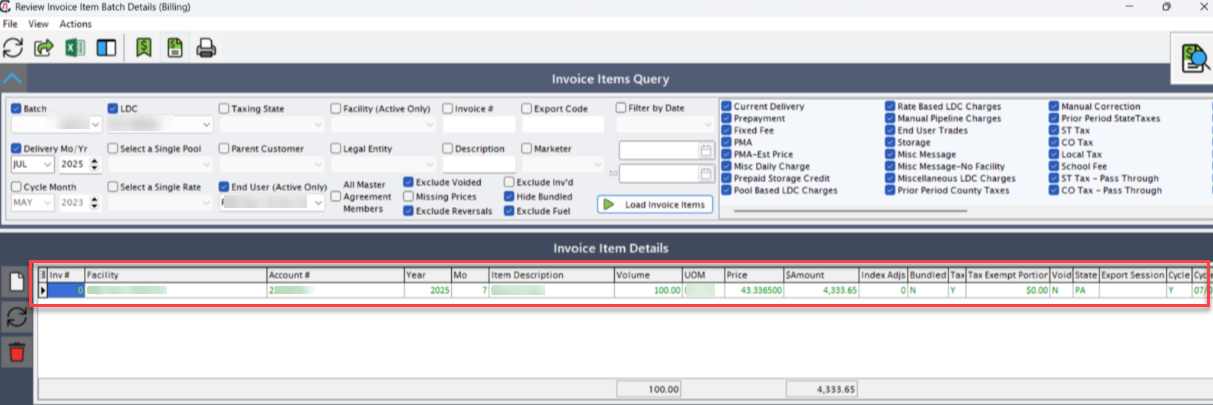 Review Invoice Item Batch Details (Billing)
File View Actions
Invoice Items Query
Batch LDC Taxing State Facility (Active Only) Invoice # Export Code Filter by Date
Delivery Mo/Yr Select a Single Pool Parent Customer Legal Entity Description Marketer
JUL 2025
to
Cycle Month Select a Single Rate End User (Active Only) All Master Agreement Members
MAY 2023
Exclude Voided Exclude Inv'd
Missing Prices Hide Bundled
Exclude Reversals Exclude Fuel
Load Invoice Items
Current Delivery Rate Based LDC Charges Manual Correction
Prepayment Manual Pipeline Charges Prior Period StateTaxes
Fixed Fee End User Trades ST Tax
PMA Storage CO Tax
PMA-Est Price Misc Message Local Tax
Misc Daily Charge Misc Message-No Facility School Fee
Prepaid Storage Credit Miscellaneous LDC Charges ST Tax - Pass Through
Pool Based LDC Charges Prior Period County Taxes CO Tax - Pass Through
Invoice Item Details
Inv # Facility Account # Year Mo Item Description Volume UOM Price $Amount Index Adjs Bundled Tax Tax Exempt Portion Void State Export Session Cycle Cyc
0 2 2025 7 100.00 43.336500 4,333.65 0 N Y $0.00 N PA Y 07/0
100.00 4,333.65